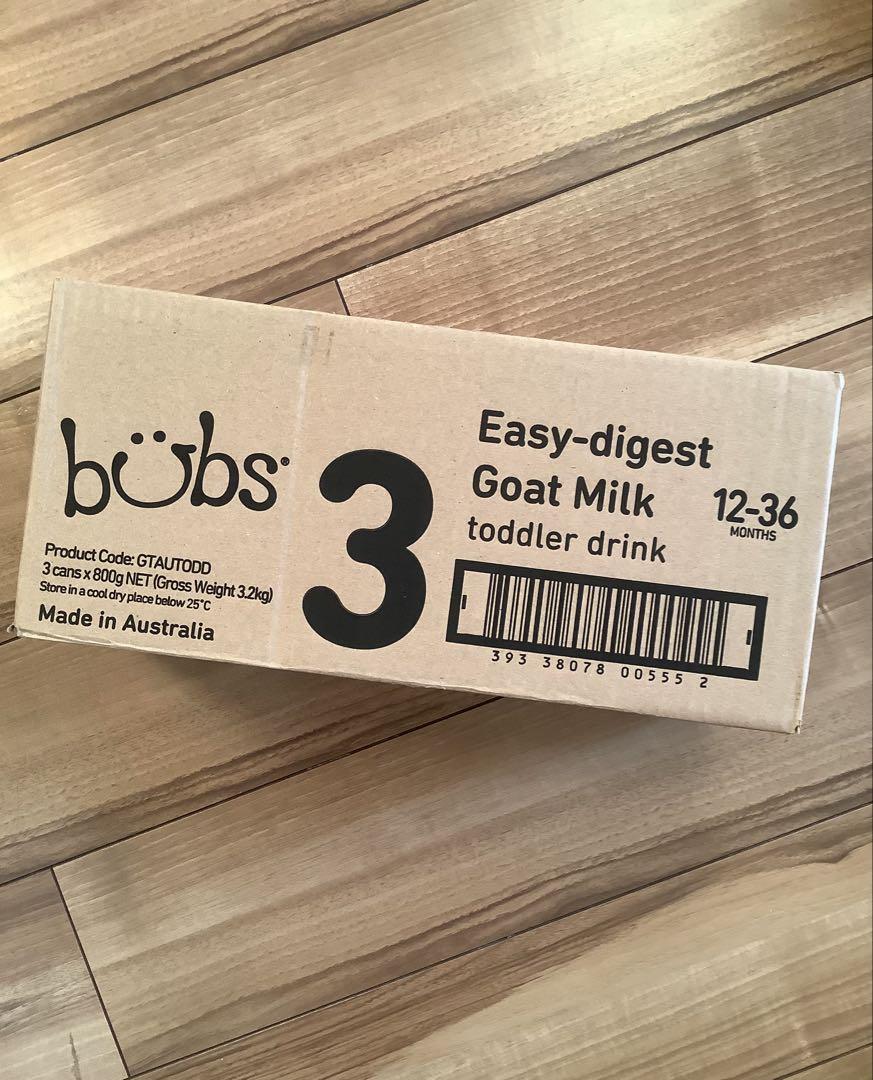 bübs®
Product Code: GTAUTODD
3 cans x 800g NET (Gross Weight 3.2kg)
Store in a cool dry place below 25°C
Made in Australia
3
Easy-digest
Goat Milk
toddler drink
12-36
MONTHS
393 38078 00555 2